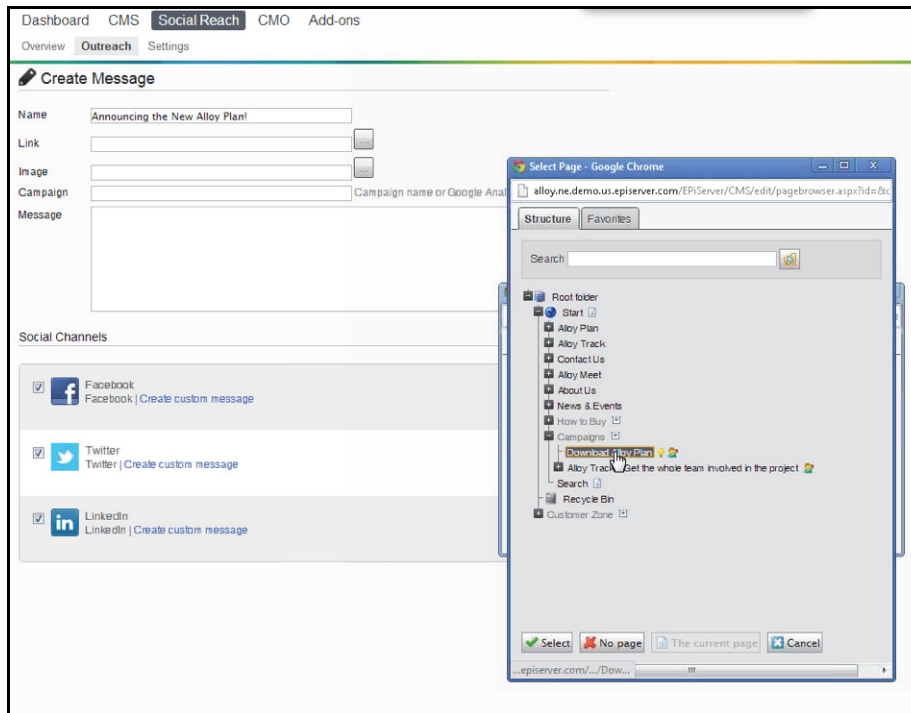 Dashboard CMS Social Reach CMO Add-ons
Overview Outreach Settings
Create Message
Name Announcing the New Alloy Plan!
Link ...
Image ...
Campaign Campaign name or Google Anal
Message
Social Channels
Facebook
Facebook | Create custom message
Twitter
Twitter | Create custom message
LinkedIn
LinkedIn | Create custom message
Select Page - Google Chrome
alloy.ne.demo.us.episerver.com/EPiServer/CMS/edit/pagebrowser.aspx?id=&c
Structure Favorites
Search
Root folder
Start
Alloy Plan
Alloy Track
Contact Us
Alloy Meet
About Us
News & Events
How to Buy
Campaigns
Download Alloy Plan
Alloy Track Get the whole team involved in the project
Search
Recycle Bin
Customer Zone
Select No page The current page Cancel
...episerver.com/.../Dow...